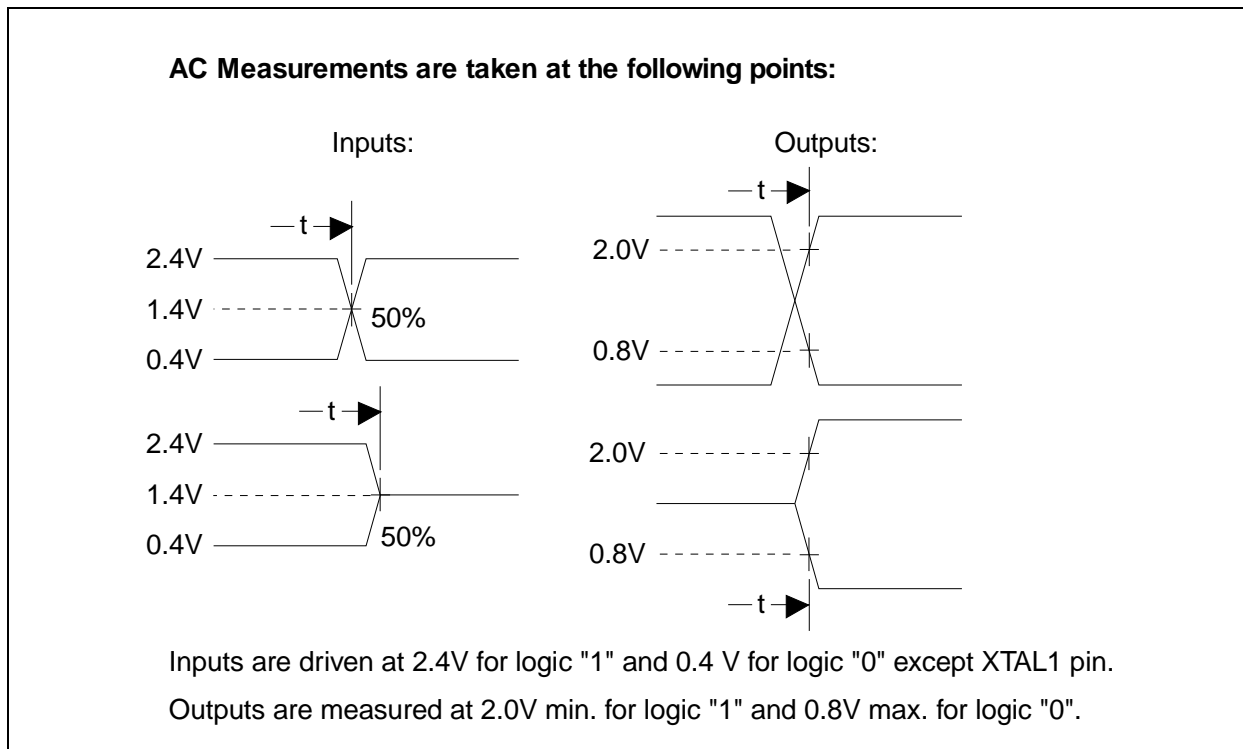 AC Measurements are taken at the following points:
Inputs:
t
2.4V
1.4V
50%
0.4V
t
2.4V
1.4V
0.4V
50%
Outputs:
t
2.0V
0.8V
2.0V
0.8V
t
Inputs are driven at 2.4V for logic "1" and 0.4 V for logic "0" except XTAL1 pin.
Outputs are measured at 2.0V min. for logic "1" and 0.8V max. for logic "0".